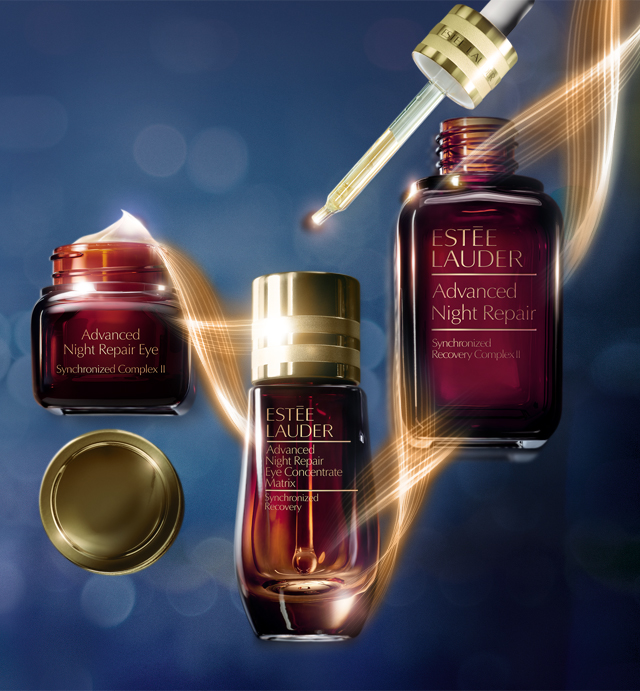 ESTĒE
LAUDER
Advanced
Night Repair
Synchronized
Recovery Complex II
Advanced
Night Repair Eye
Synchronized Complex II
ESTĒE
LAUDER
Advanced
Night Repair
Eye Concentrate
Matrix
Synchronized
Recovery